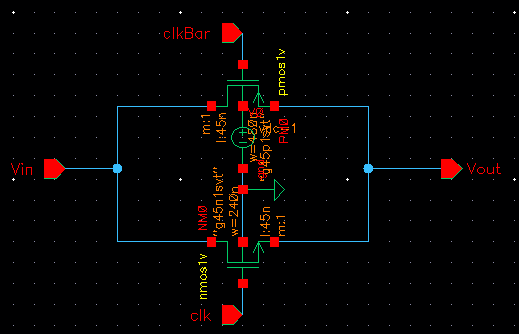 clkBar
pmos1v
m:1
l:45n
w=480n
"g45p1svt"
PM0
Vin
Vout
NM0
"g45n1svt"
w=240n
l:45n
m:1
nmos1v
clk